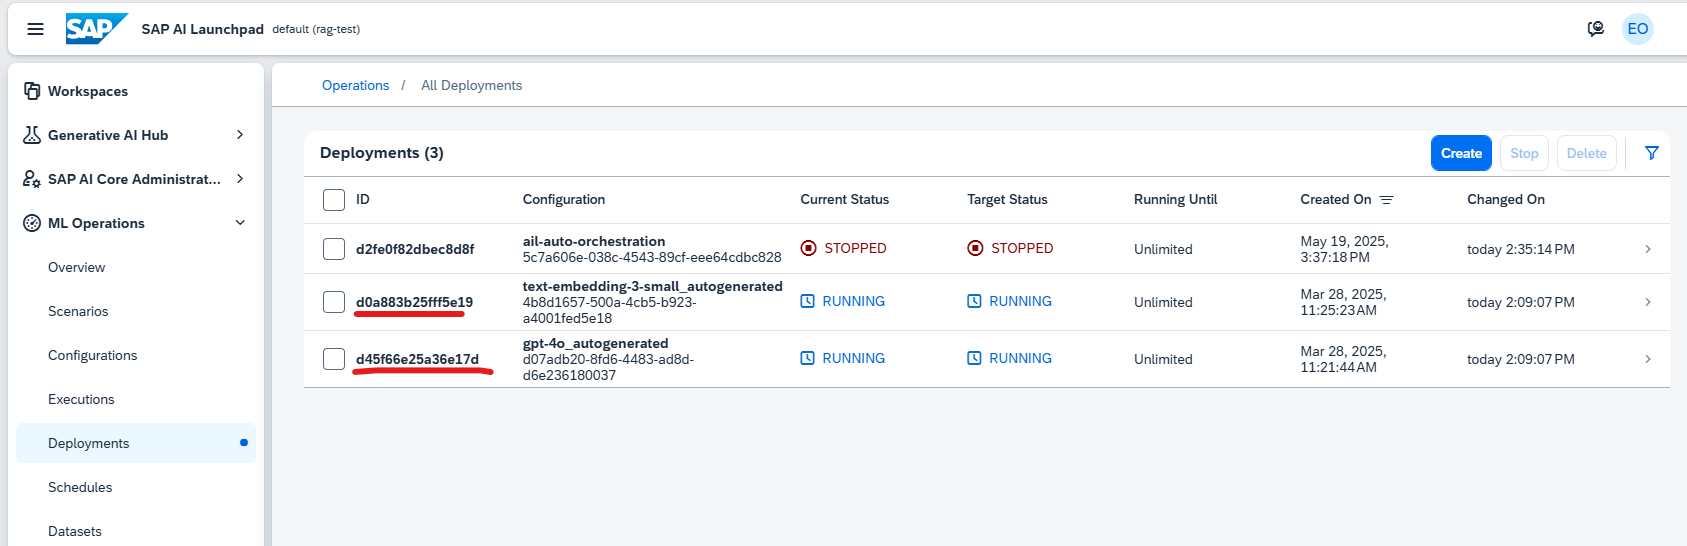 SAP SAP AI Launchpad default (rag-test) EO
Workspaces
Generative AI Hub
SAP AI Core Administrat...
ML Operations
Overview
Scenarios
Configurations
Executions
Deployments
Schedules
Datasets
Operations / All Deployments
Deployments (3) Create Stop Delete
ID Configuration Current Status Target Status Running Until Created On Changed On
d2fe0f82dbec8d8f ail-auto-orchestration STOPPED STOPPED Unlimited May 19, 2025, today 2:35:14 PM
5c7a606e-038c-4543-89cf-eee64cdbc828 3:37:18 PM
d0a883b25fff5e19 text-embedding-3-small_autogenerated RUNNING RUNNING Unlimited Mar 28, 2025, today 2:09:07 PM
4b8d1657-500a-4cb5-b923- 11:25:23 AM
a4001fed5e18
d45f66e25a36e17d gpt-4o_autogenerated RUNNING RUNNING Unlimited Mar 28, 2025, today 2:09:07 PM
d07adb20-8fd6-4483-ad8d- 11:21:44 AM
d6e236180037